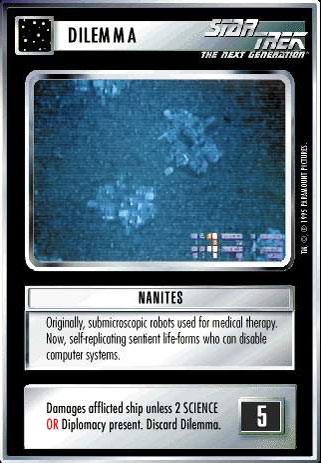 DILEMMA
STAR TREK
THE NEXT GENERATION
TM, © & © 1995 PARAMOUNT PICTURES.
NANITES
Originally, submicroscopic robots used for medical therapy.
Now, self-replicating sentient life-forms who can disable
computer systems.
Damages afflicted ship unless 2 SCIENCE
OR Diplomacy present. Discard Dilemma.
5